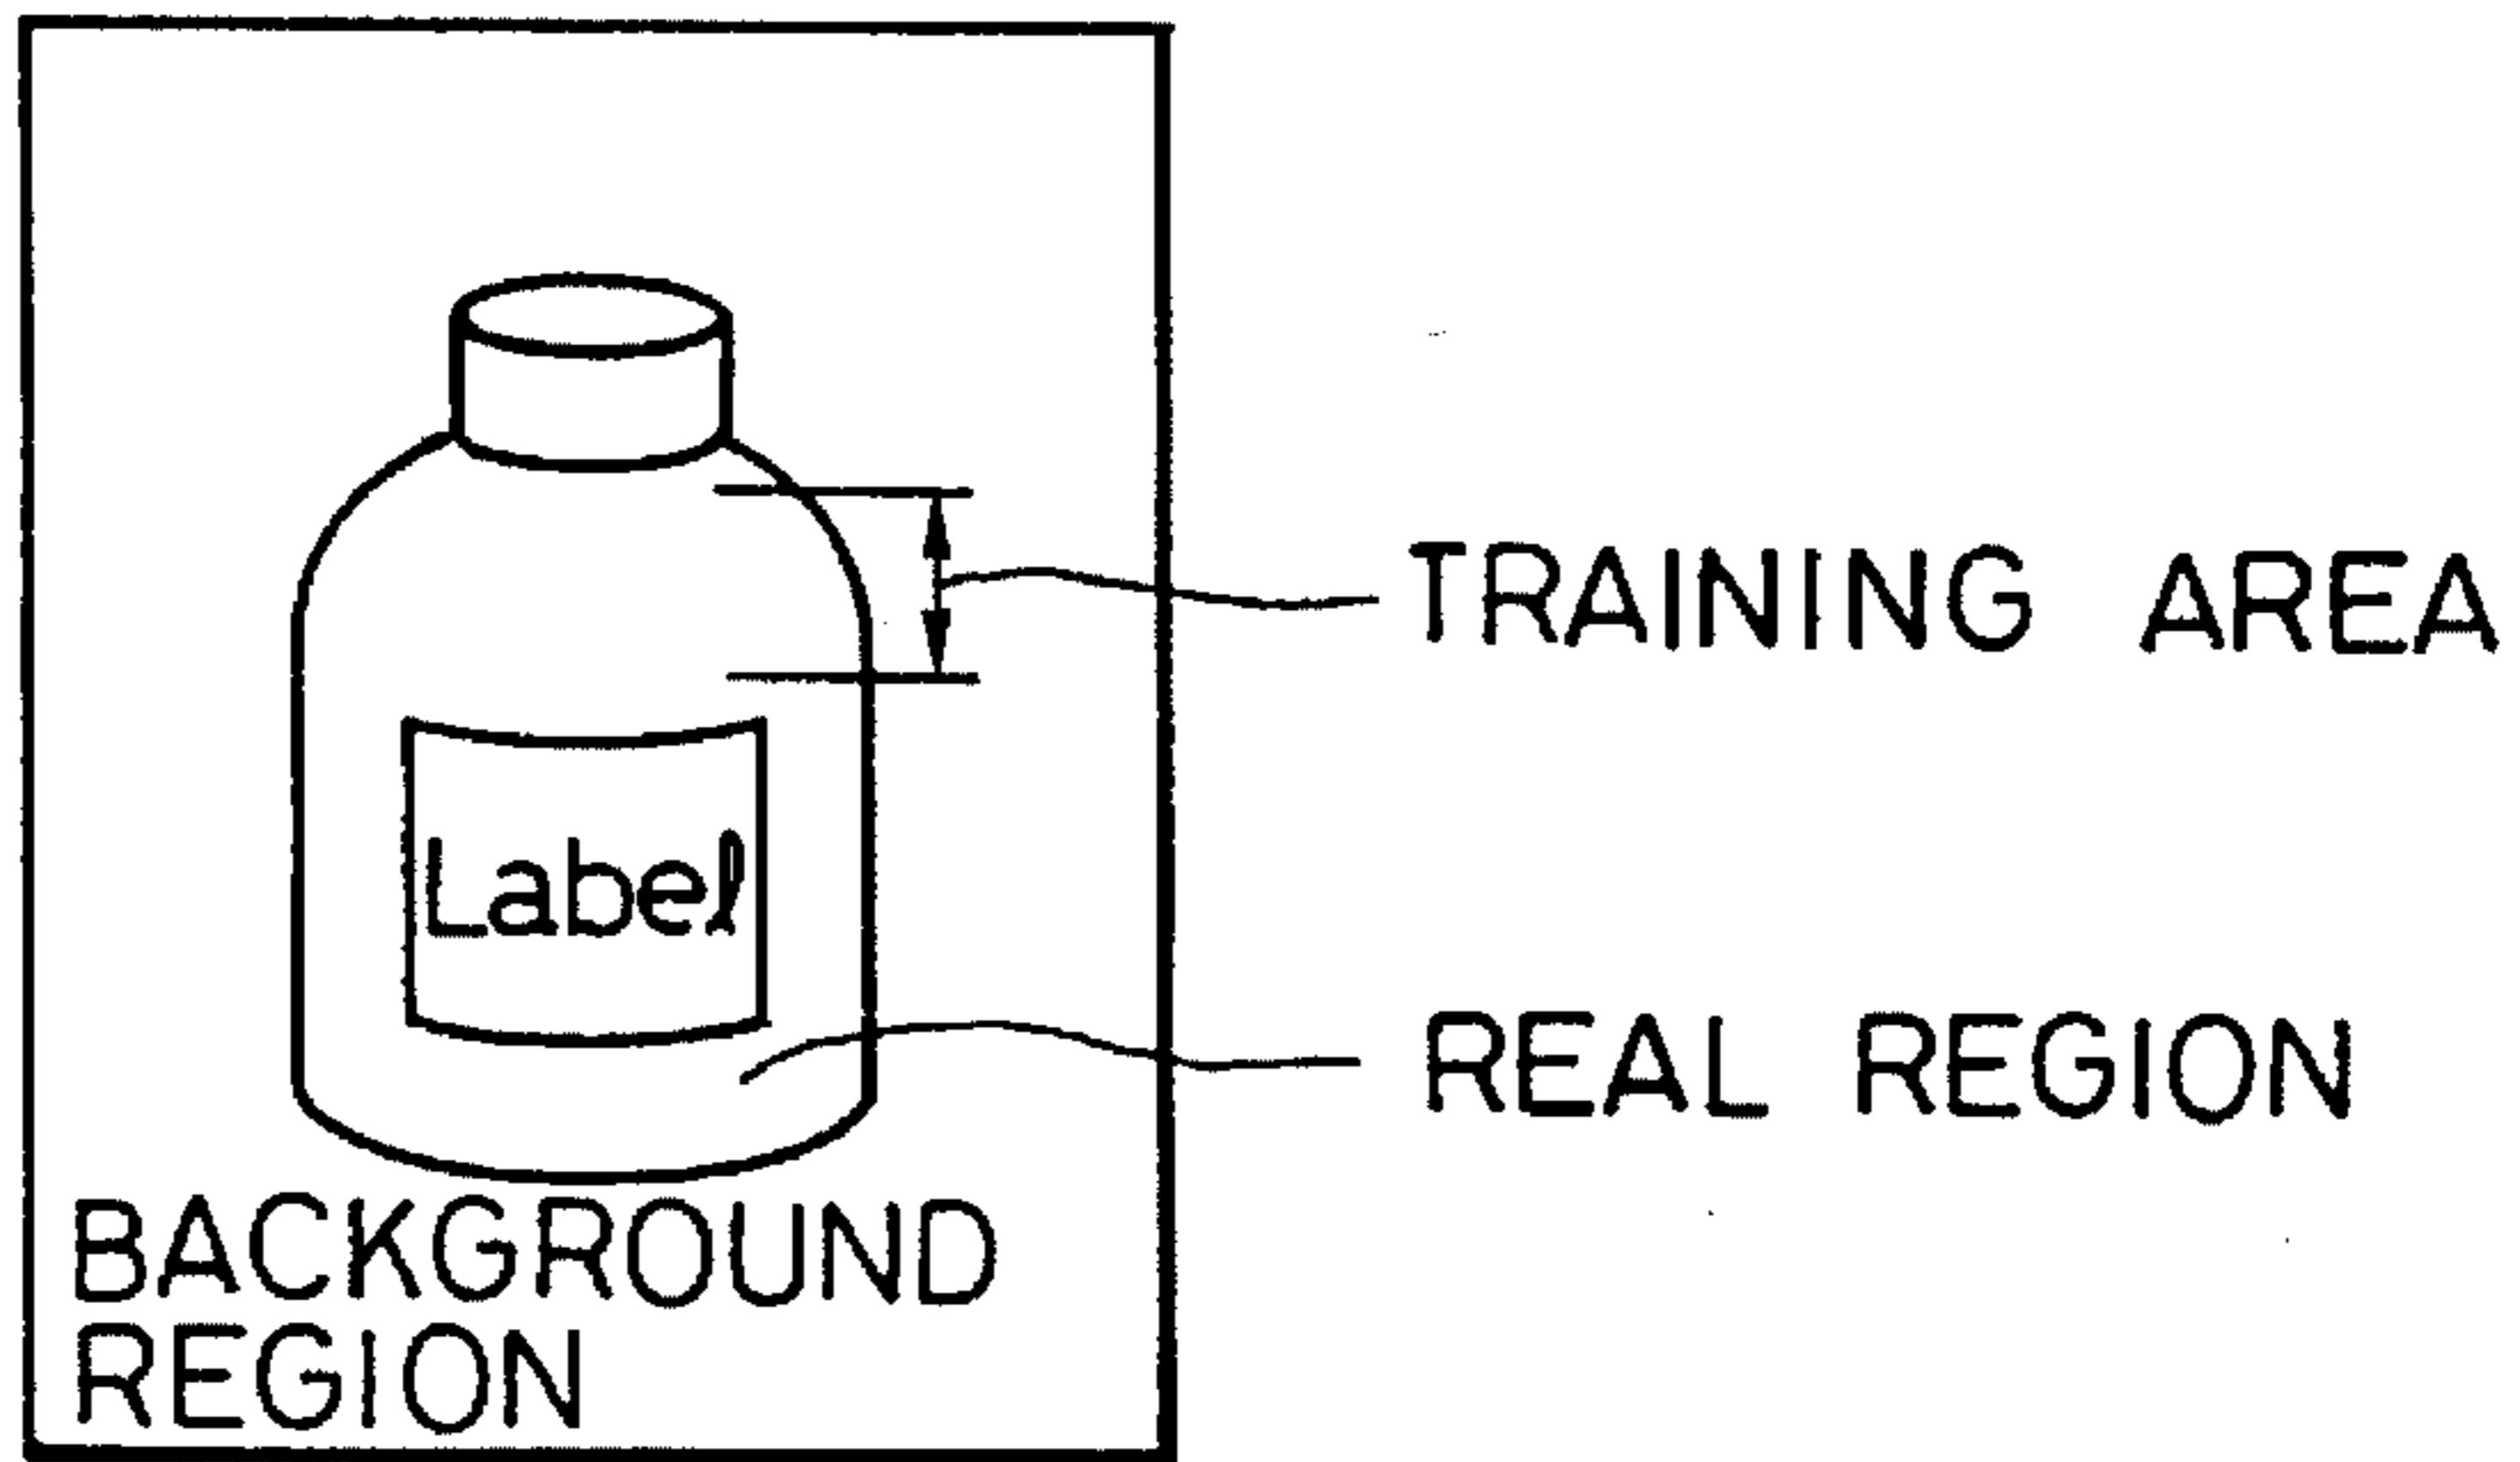 TRAINING AREA
Label
REAL REGION
BACKGROUND
REGION